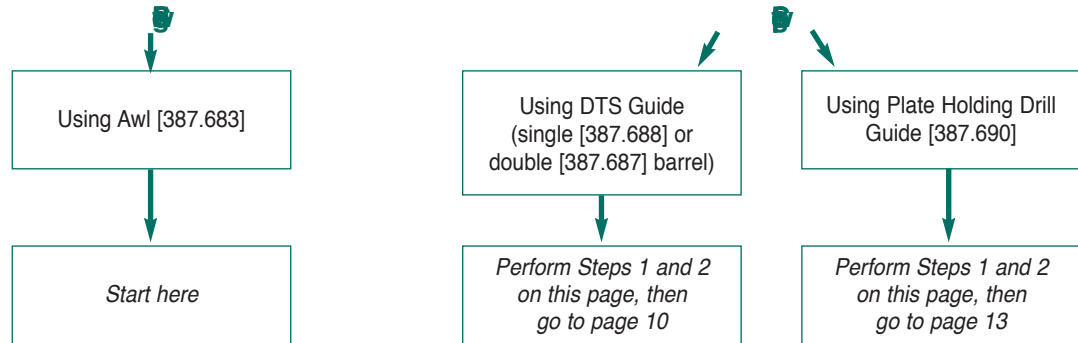 Using Awl [387.683]
Start here
Using DTS Guide
(single [387.688] or
double [387.687] barrel)
Perform Steps 1 and 2
on this page, then
go to page 10
Using Plate Holding Drill
Guide [387.690]
Perform Steps 1 and 2
on this page, then
go to page 13